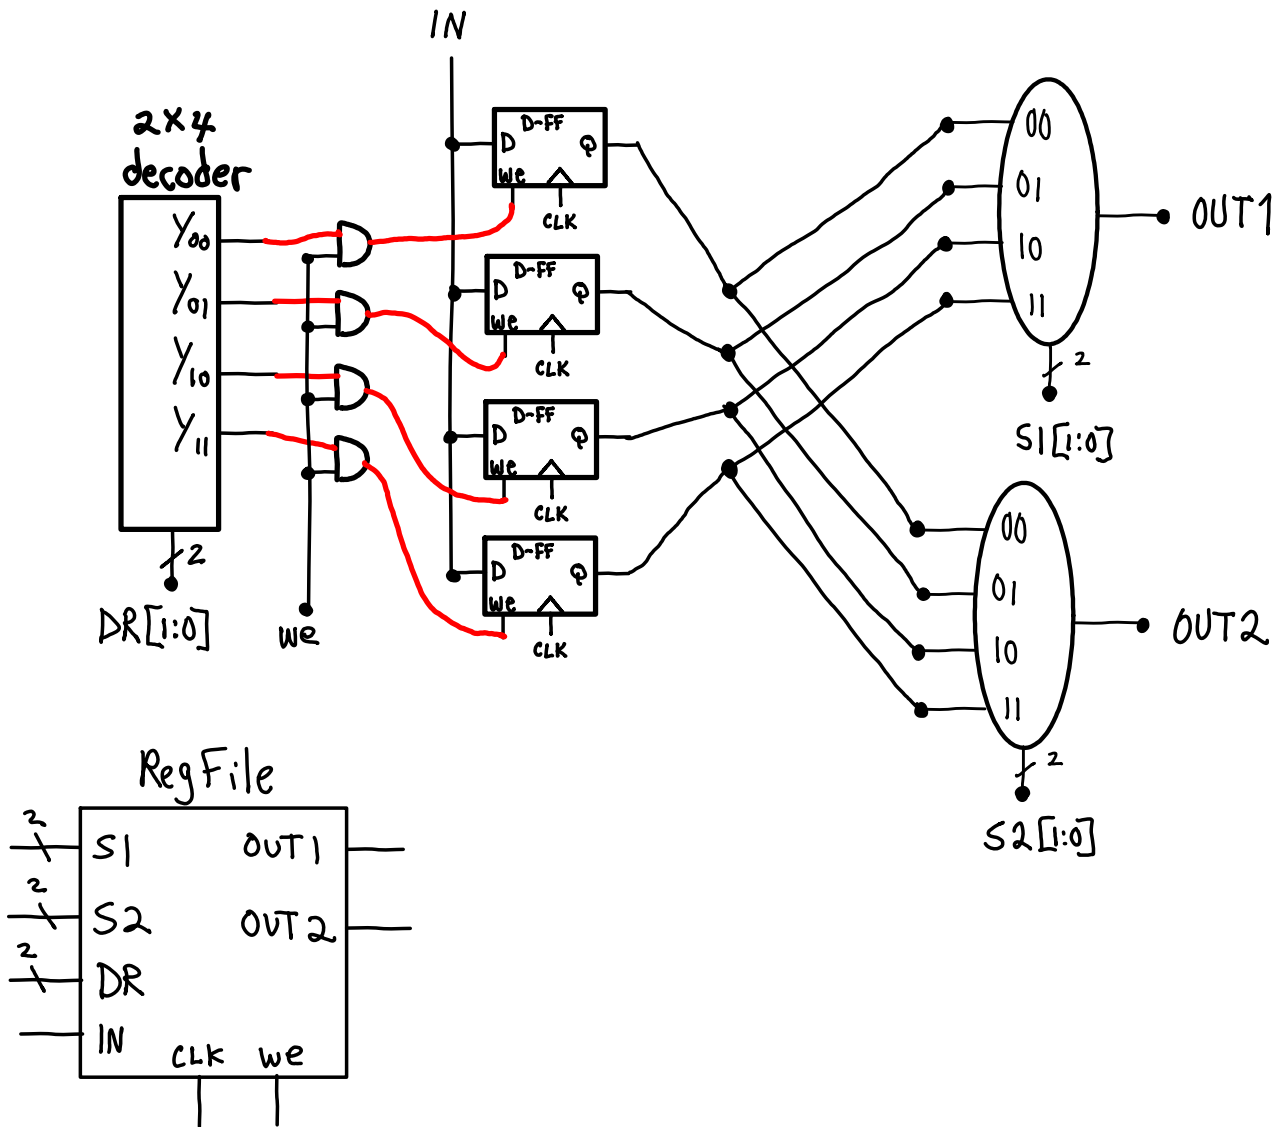 IN
2X4
decoder
Y00
Y01
Y10
Y11
2
DR[1:0]
we
D-FF
D
Q
we
CLK
D-FF
D
Q
we
CLK
D-FF
D
Q
we
CLK
D-FF
D
Q
we
CLK
00
01
10
11
OUT1
2
S1[1:0]
00
01
10
11
OUT2
2
S2[1:0]
RegFile
2
S1
OUT1
2
S2
OUT2
2
DR
IN
CLK
we